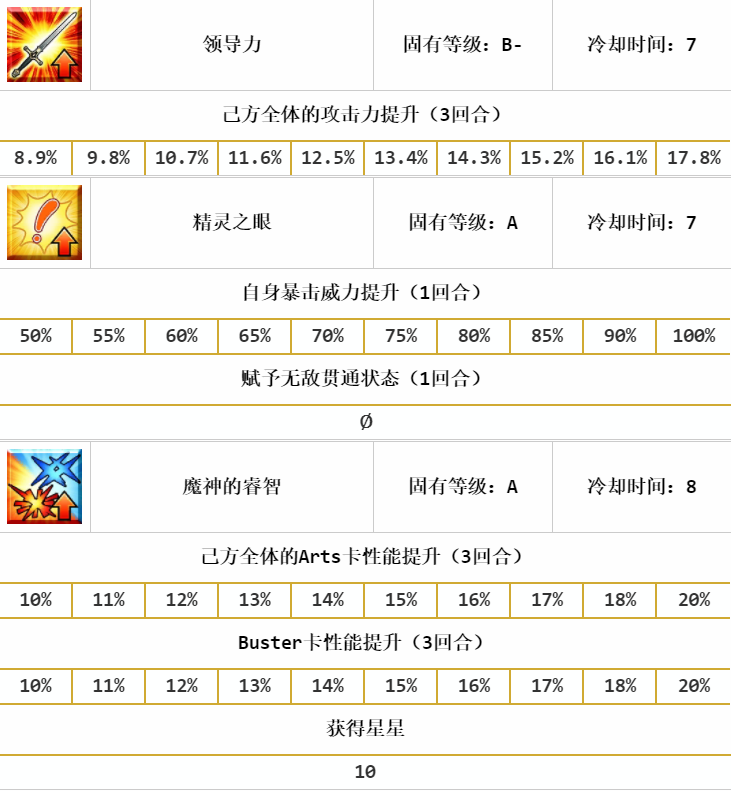 领导力 固有等级：B- 冷却时间：7
己方全体的攻击力提升（3回合）
8.9% 9.8% 10.7% 11.6% 12.5% 13.4% 14.3% 15.2% 16.1% 17.8%
精灵之眼 固有等级：A 冷却时间：7
自身暴击威力提升（1回合）
50% 55% 60% 65% 70% 75% 80% 85% 90% 100%
赋予无敌贯通状态（1回合）
Ø
魔神的睿智 固有等级：A 冷却时间：8
己方全体的Arts卡性能提升（3回合）
10% 11% 12% 13% 14% 15% 16% 17% 18% 20%
Buster卡性能提升（3回合）
10% 11% 12% 13% 14% 15% 16% 17% 18% 20%
获得星星
10